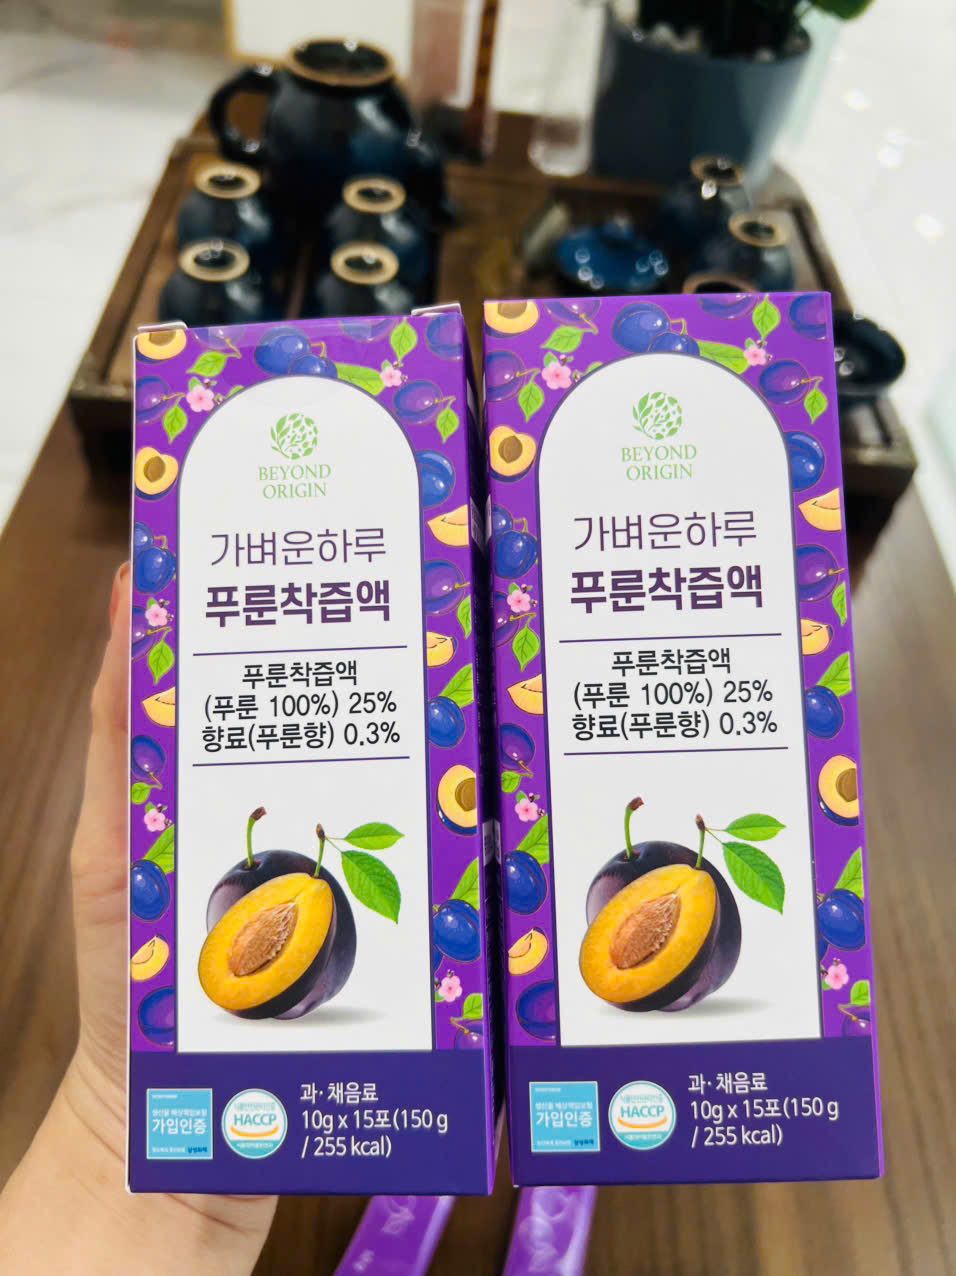 BEYOND
ORIGIN
가벼운하루
푸룬착즙액
푸룬착즙액
(푸룬 100%) 25%
향료(푸룬향) 0.3%
가입인증
HACCP
과·채음료
10g x 15포(150 g
/ 255 kcal)
BEYOND
ORIGIN
가벼운하루
푸룬착즙액
푸룬착즙액
(푸룬 100%) 25%
향료(푸룬향) 0.3%
가입인증
HACCP
과·채음료
10g x 15포(150 g
/ 255 kcal)